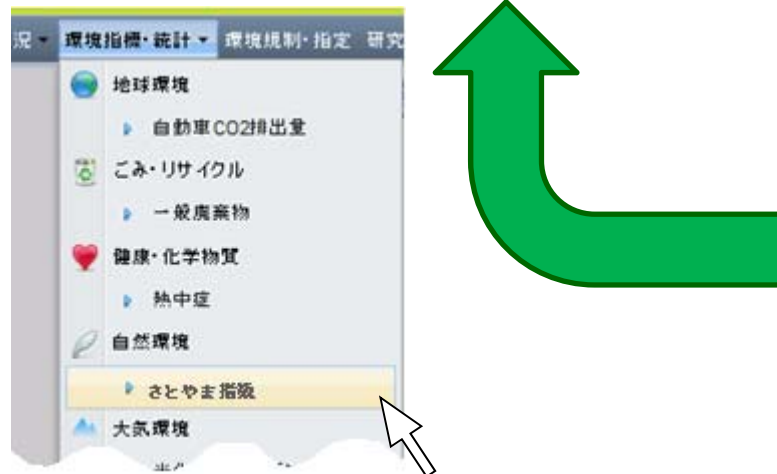 況 環境指標・統計 環境規制・指定 研究
地球環境
自動車CO2排出量
ごみ・リサイクル
一般廃棄物
健康・化学物質
熱中症
自然環境
さとやま指数
大気環境